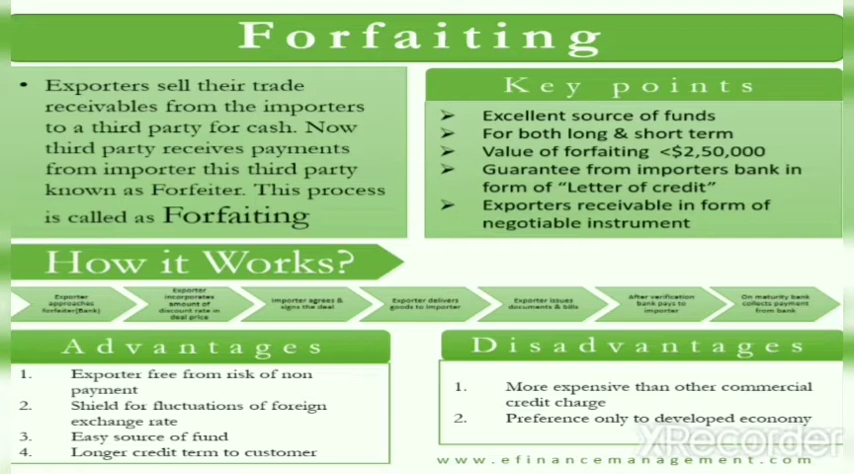 Forfaiting
• Exporters sell their trade
receivables from the importers
to a third party for cash. Now
third party receives payments
from importer this third party
known as Forfeiter. This process
is called as Forfaiting
Key points
➢ Excellent source of funds
➢ For both long & short term
➢ Value of forfaiting <$2,50,000
➢ Guarantee from importers bank in
form of “Letter of credit”
➢ Exporters receivable in form of
negotiable instrument
How it Works?
Exporter
approaches
forfeiter(Bank)
Exporter
incorporates
amount of
discount rate in
deal price
Importer agrees &
signs the deal
Exporter delivers
goods to importer
Exporter issues
documents & bills
After verification
bank pays to
importer
On maturity bank
collects payment
from bank
Advantages
1. Exporter free from risk of non
payment
2. Shield for fluctuations of foreign
exchange rate
3. Easy source of fund
4. Longer credit term to customer
Disadvantages
1. More expensive than other commercial
credit charge
2. Preference only to developed economy
XRecorder
www.efinancemanagement.com